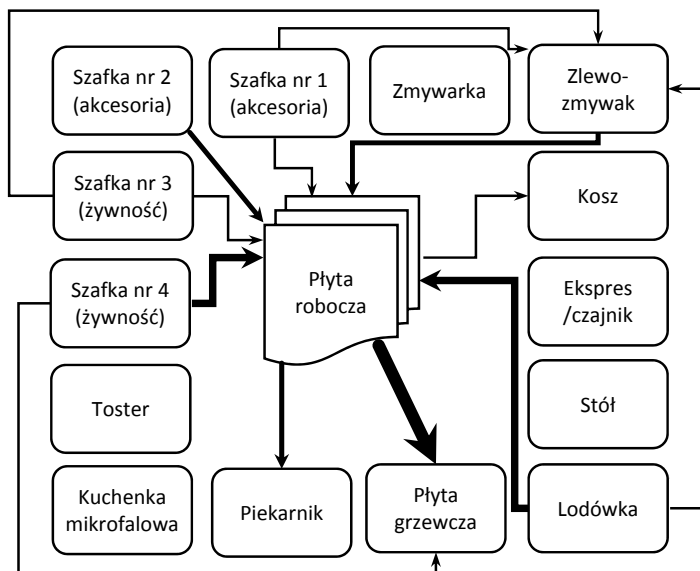 Szafka nr 2
(akcesoria)
Szafka nr 1
(akcesoria)
Zmywarka
Zlewo-
zmywak
Szafka nr 3
(żywność)
Kosz
Płyta
robocza
Szafka nr 4
(żywność)
Ekspres
/czajnik
Toster
Stół
Kuchenka
mikrofalowa
Piekarnik
Płyta
grzewcza
Lodówka